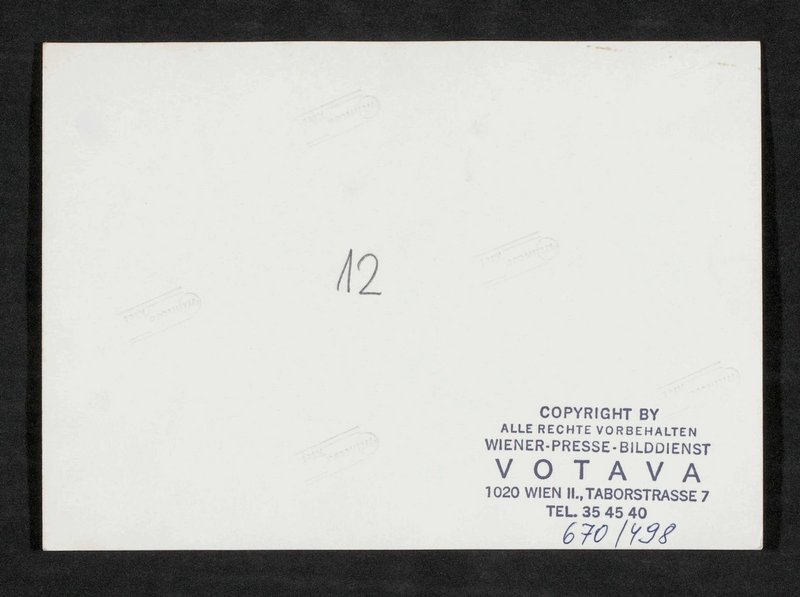 12
COPYRIGHT BY
ALLE RECHTE VORBEHALTEN
WIENER-PRESSE-BILDDIENST
VOTAVA
1020 WIEN II., TABORSTRASSE 7
TEL. 35 45 40
670/498